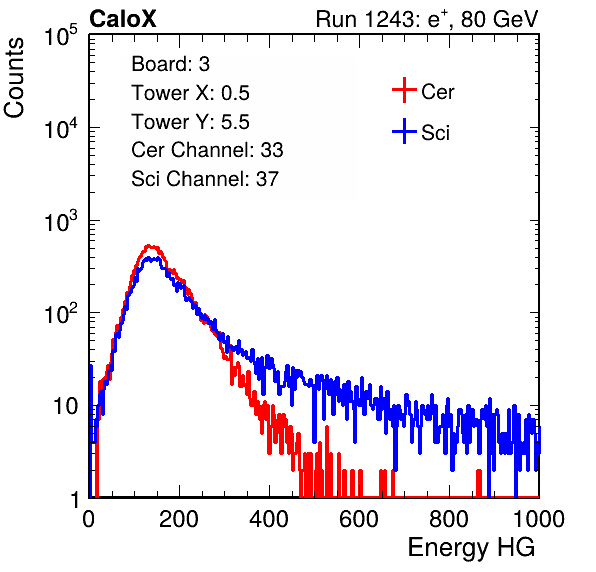 CaloX Run 1243: e⁺, 80 GeV
Counts
10⁵
10⁴
10³
10²
10
1
Board: 3
Tower X: 0.5
Tower Y: 5.5
Cer Channel: 33
Sci Channel: 37
Cer
Sci
0 200 400 600 800 1000
Energy HG